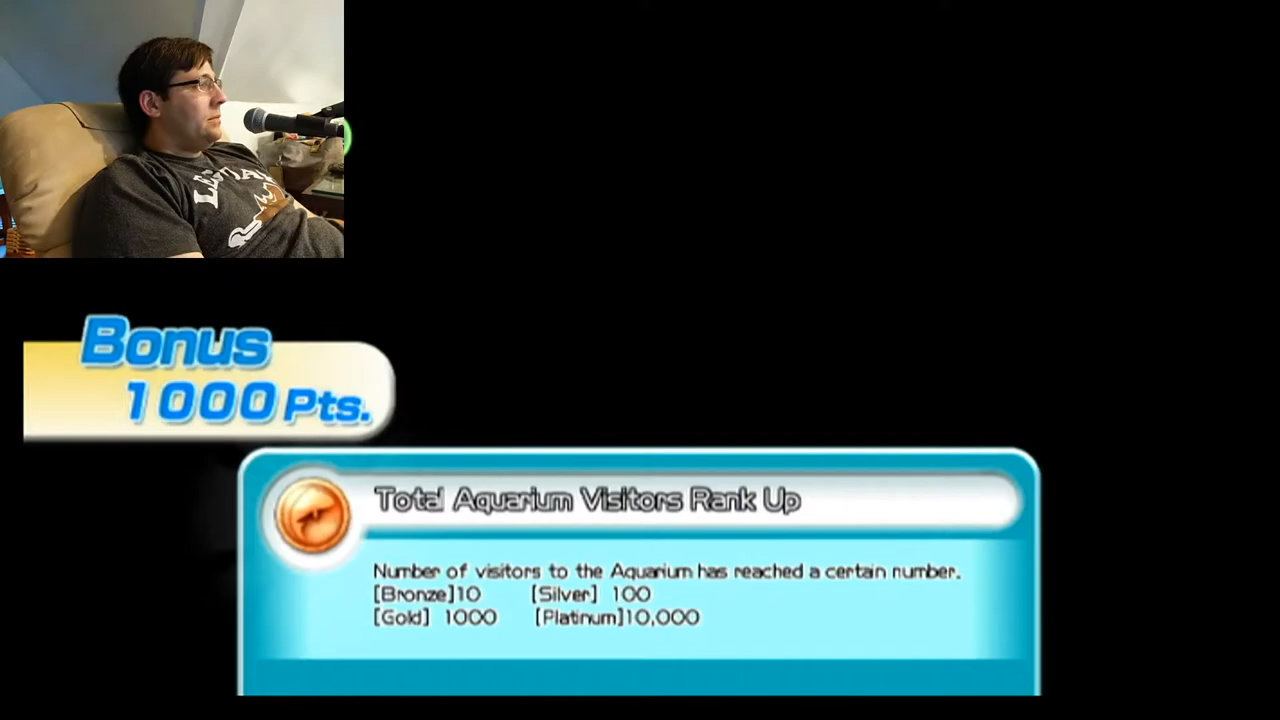 Bonus
1000 Pts.
Total Aquarium Visitors Rank Up
Number of visitors to the Aquarium has reached a certain number.
[Bronze]10 [Silver] 100
[Gold] 1000 [Platinum]10,000